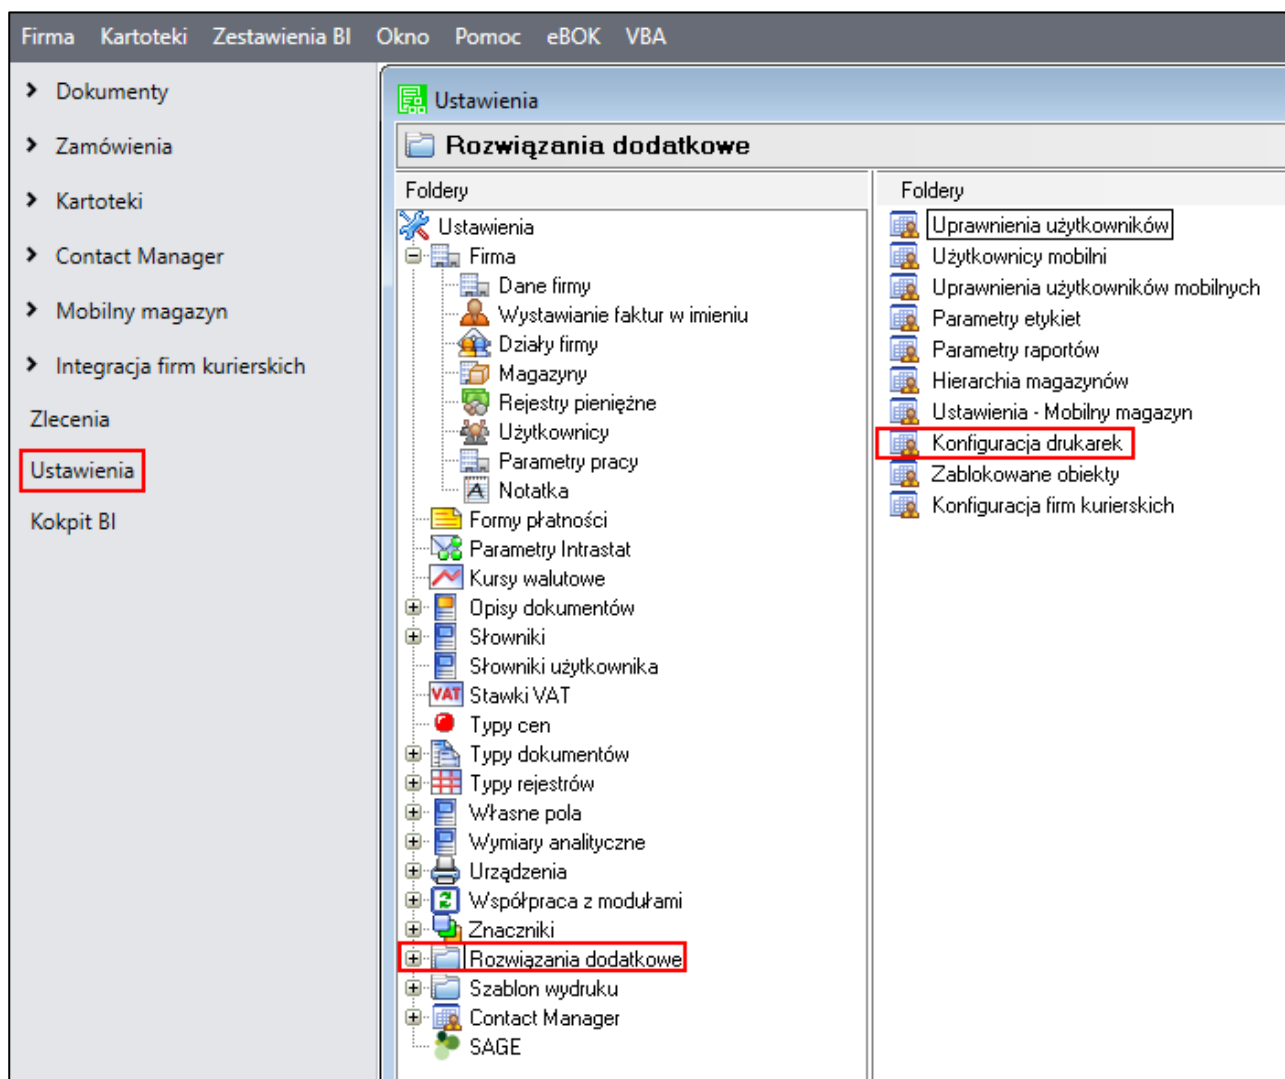 Firma Kartoteki Zestawienia BI Okno Pomoc eBOK VBA
Dokumenty
Zamówienia
Kartoteki
Contact Manager
Mobilny magazyn
Integracja firm kurierskich
Zlecenia
Ustawienia
Kokpit BI
Ustawienia
Rozwiązania dodatkowe
Foldery
Ustawienia
Firma
Dane firmy
Wystawianie faktur w imieniu
Działy firmy
Magazyny
Rejestry pieniężne
Użytkownicy
Parametry pracy
Notatka
Formy płatności
Parametry Intrastat
Kursy walutowe
Opisy dokumentów
Słowniki
Słowniki użytkownika
VAT Stawki VAT
Typy cen
Typy dokumentów
Typy rejestrów
Własne pola
Wymiary analityczne
Urządzenia
Współpraca z modułami
Znaczniki
Rozwiązania dodatkowe
Szablon wydruku
Contact Manager
SAGE
Foldery
Uprawnienia użytkowników
Użytkownicy mobilni
Uprawnienia użytkowników mobilnych
Parametry etykiet
Parametry raportów
Hierarchia magazynów
Ustawienia - Mobilny magazyn
Konfiguracja drukarek
Zablokowane obiekty
Konfiguracja firm kurierskich